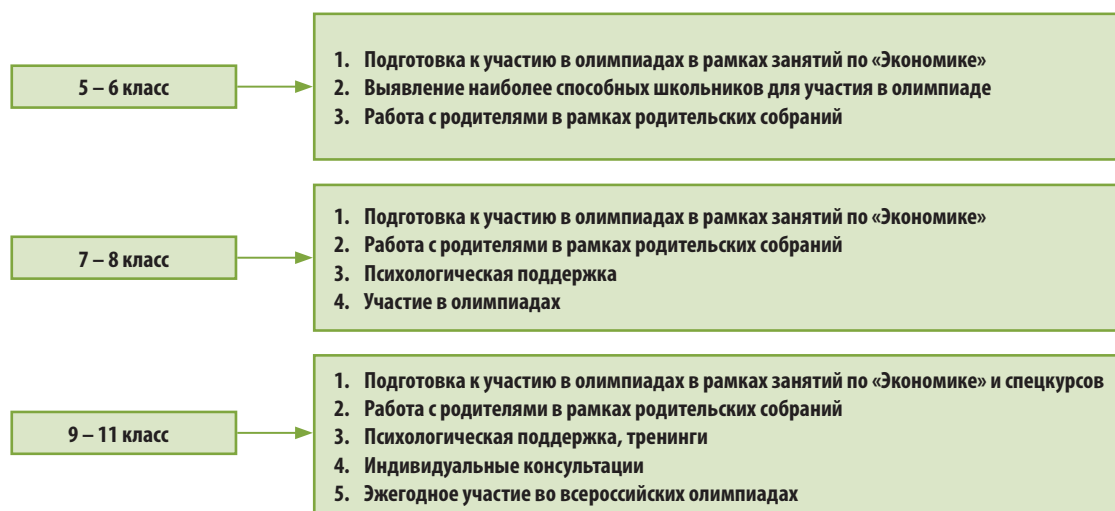 5 – 6 класс
1. Подготовка к участию в олимпиадах в рамках занятий по «Экономике»
2. Выявление наиболее способных школьников для участия в олимпиаде
3. Работа с родителями в рамках родительских собраний
7 – 8 класс
1. Подготовка к участию в олимпиадах в рамках занятий по «Экономике»
2. Работа с родителями в рамках родительских собраний
3. Психологическая поддержка
4. Участие в олимпиадах
9 – 11 класс
1. Подготовка к участию в олимпиадах в рамках занятий по «Экономике» и спецкурсов
2. Работа с родителями в рамках родительских собраний
3. Психологическая поддержка, тренинги
4. Индивидуальные консультации
5. Эжегодное участие во всероссийских олимпиадах